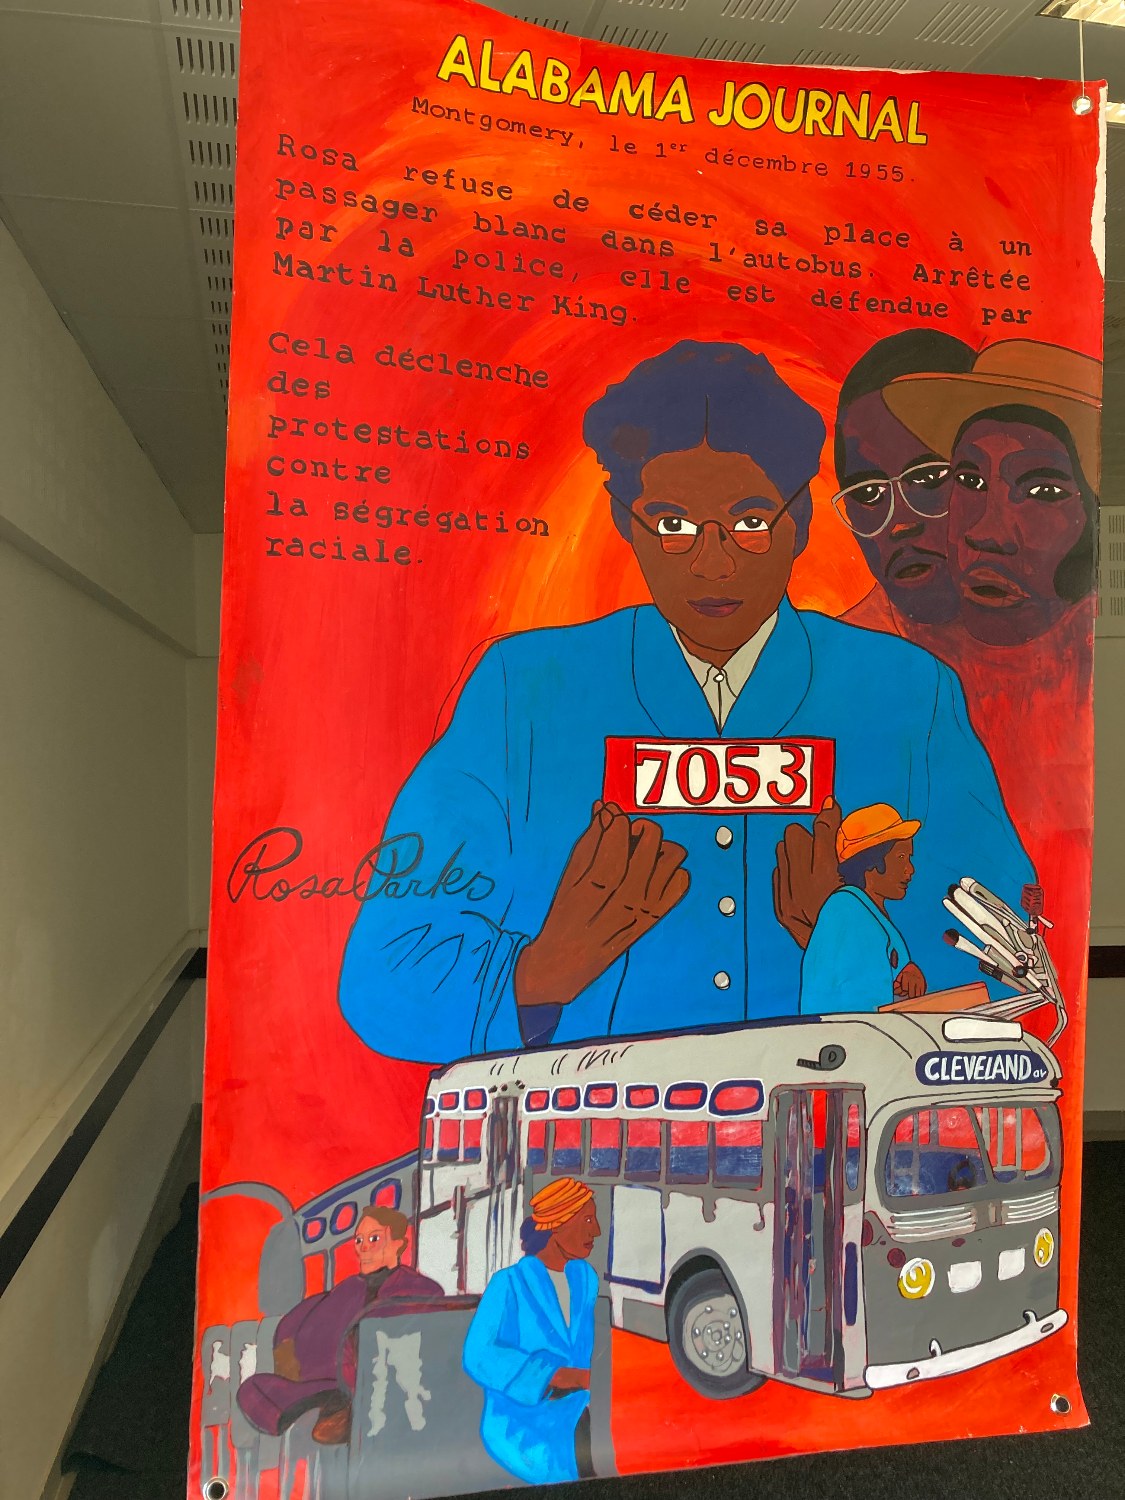 ALABAMA JOURNAL
Montgomery, le 1er décembre 1955.
Rosa refuse de céder sa place à un
passager blanc dans l'autobus. Arrêtée
par la police, elle est défendue par
Martin Luther King.
Cela déclenche
des
protestations
contre
la ségrégation
raciale.
7053
Rosa Parks
CLEVELAND av